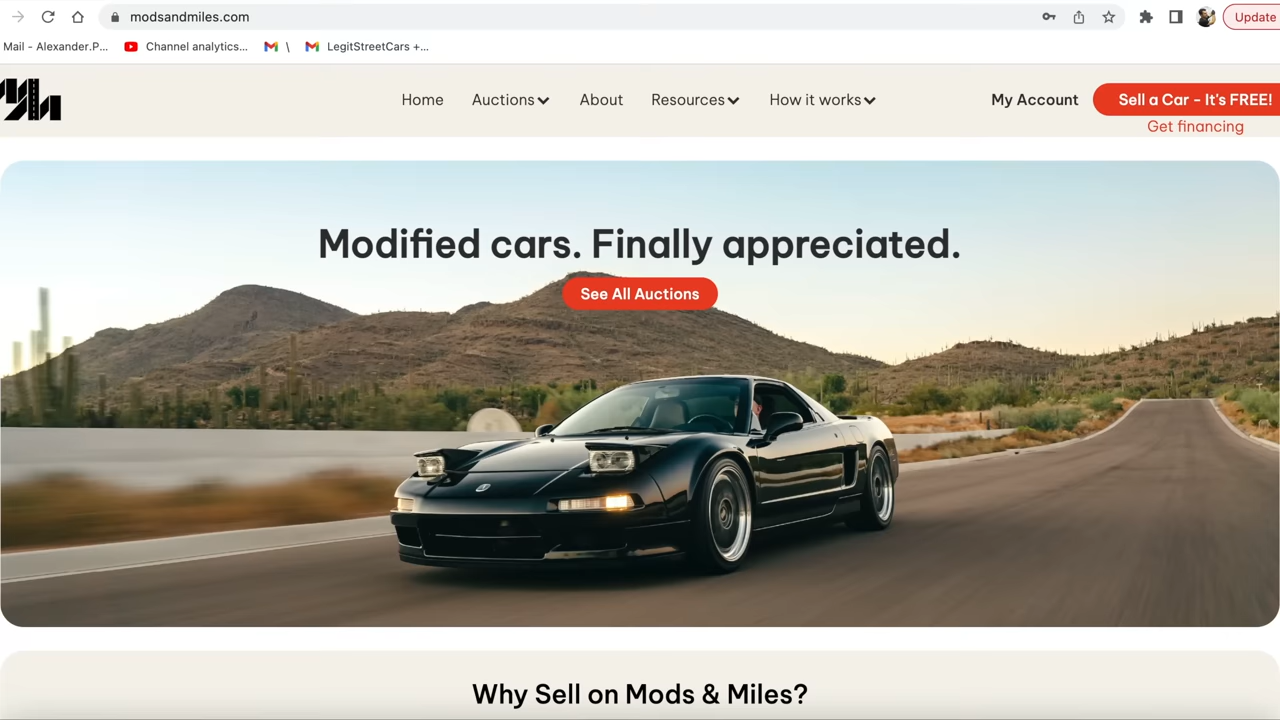 modsandmiles.com
Update
Mail - Alexander.P... Channel analytics... \ LegitStreetCars +...
Home Auctions About Resources How it works My Account Sell a Car - It's FREE!
Get financing
Modified cars. Finally appreciated.
See All Auctions
Why Sell on Mods & Miles?